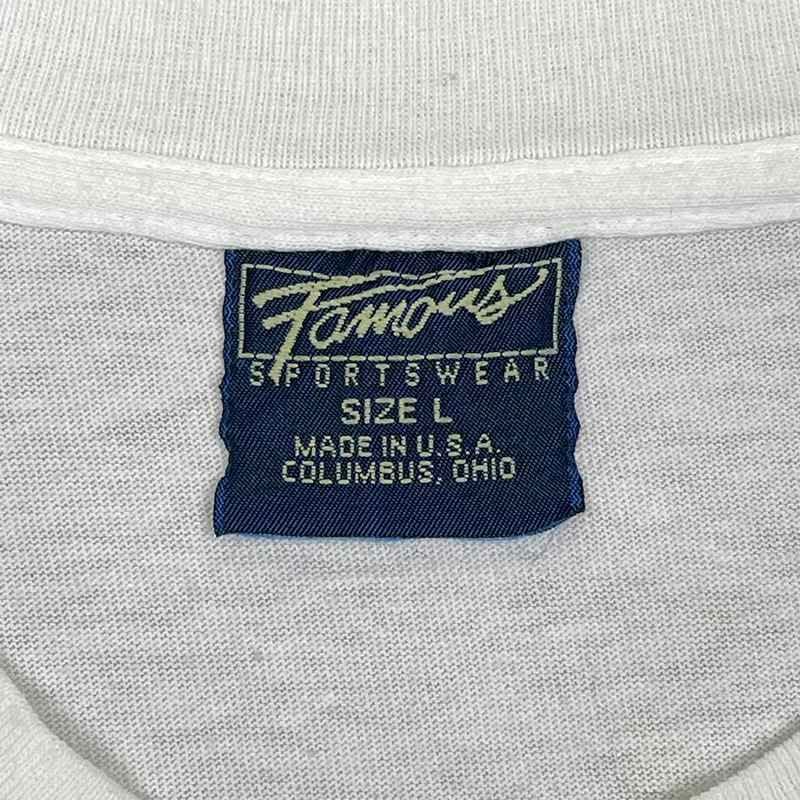 Famous
SPORTSWEAR
SIZE L
MADE IN U.S.A.
COLUMBUS, OHIO